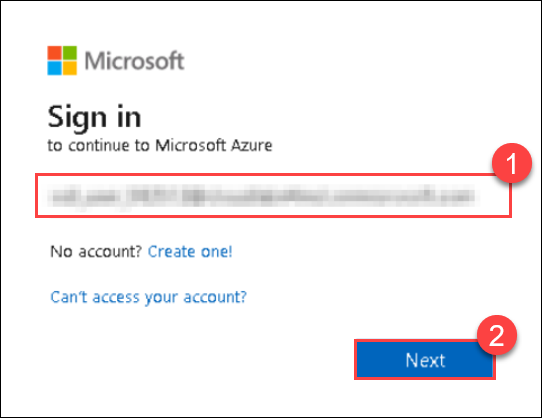 Microsoft
Sign in
to continue to Microsoft Azure
1
No account? Create one!
Can't access your account?
2
Next